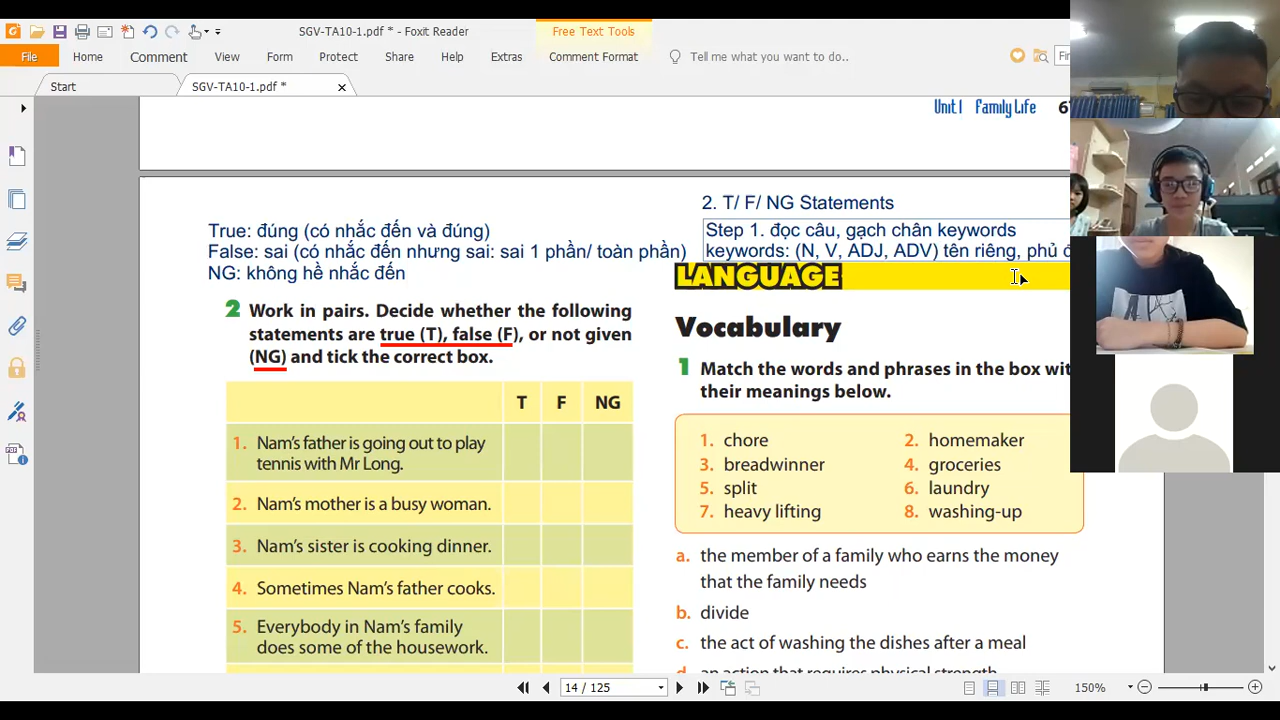 SGV-TA10-1.pdf * - Foxit Reader
Free Text Tools
File
Home
Comment
View
Form
Protect
Share
Help
Extras
Comment Format
Tell me what you want to do..
Start
SGV-TA10-1.pdf *
Unit 1 Family Life
True: đúng (có nhắc đến và đúng)
False: sai (có nhắc đến nhưng sai: sai 1 phần/ toàn phần)
NG: không hề nhắc đến
2 Work in pairs. Decide whether the following
statements are true (T), false (F), or not given
(NG) and tick the correct box.
T F NG
1. Nam's father is going out to play
tennis with Mr Long.
2. Nam's mother is a busy woman.
3. Nam's sister is cooking dinner.
4. Sometimes Nam's father cooks.
5. Everybody in Nam's family
does some of the housework.
2. T/ F/ NG Statements
Step 1. đọc câu, gạch chân keywords
keywords: (N, V, ADJ, ADV) tên riêng, phủ
LANGUAGE
Vocabulary
1 Match the words and phrases in the box
their meanings below.
1. chore
2. homemaker
3. breadwinner
4. groceries
5. split
6. laundry
7. heavy lifting
8. washing-up
a. the member of a family who earns the money
that the family needs
b. divide
c. the act of washing the dishes after a meal
d. an action that requires physical strength
14 / 125
150%